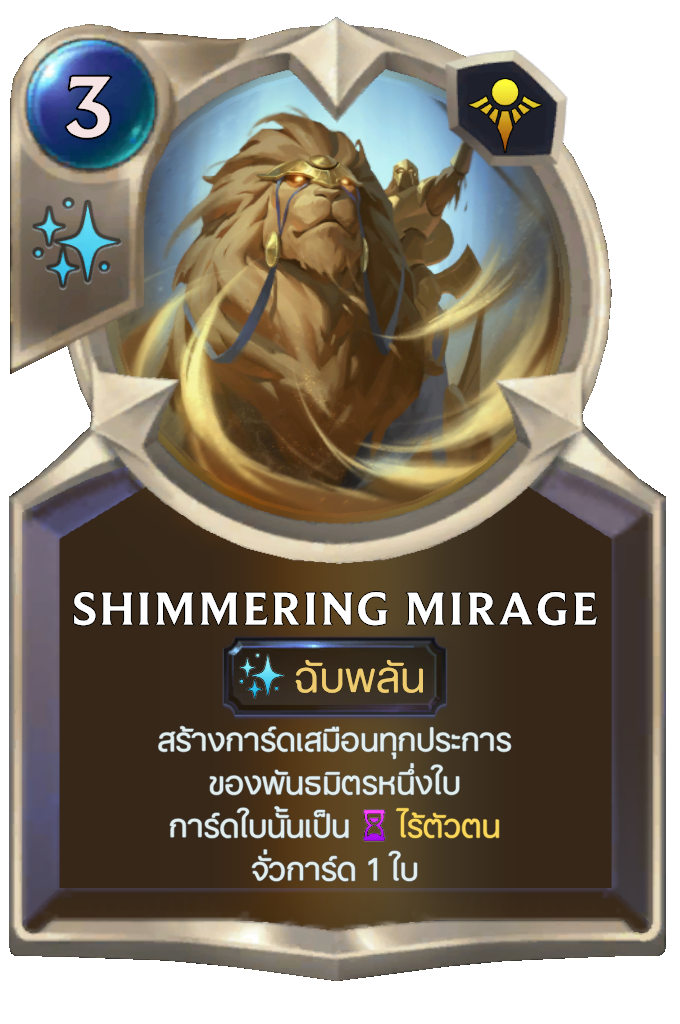 3
SHIMMERING MIRAGE
ฉับพลัน
สร้างการ์ดเสมือนทุกประการ
ของพันธมิตรหนึ่งใบ
การ์ดใบนั้นเป็น ไร้ตัวตน
จั่วการ์ด 1 ใบ